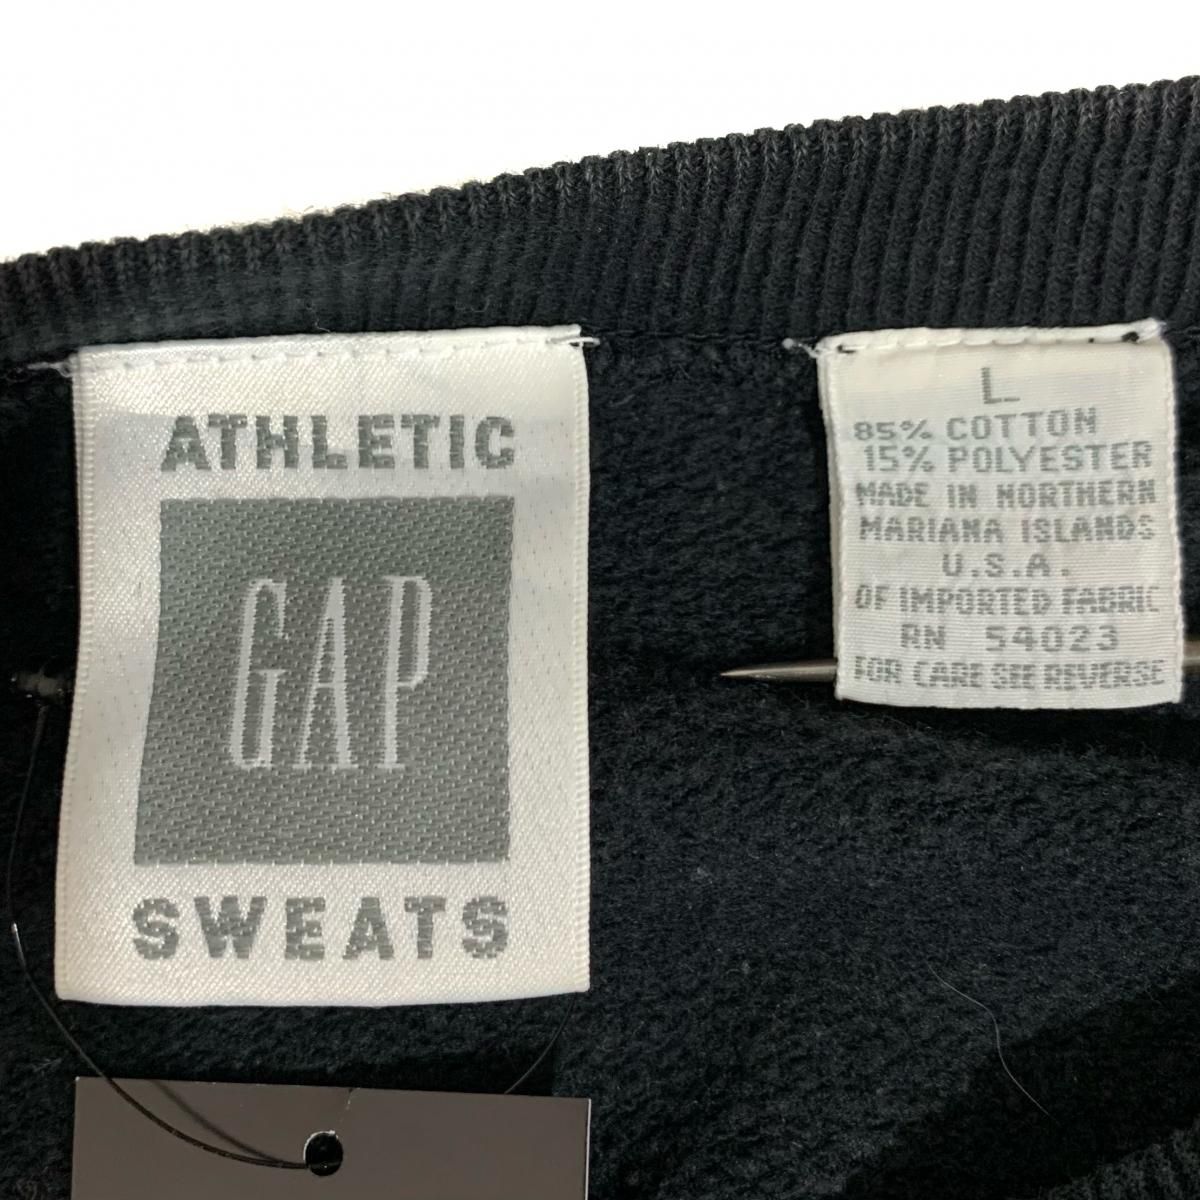 ATHLETIC
GAP
SWEATS
L
85% COTTON
15% POLYESTER
MADE IN NORTHERN
MARIANA ISLANDS
U.S.A.
OF IMPORTED FABRIC
RN 54023
FOR CARE SEE REVERSE